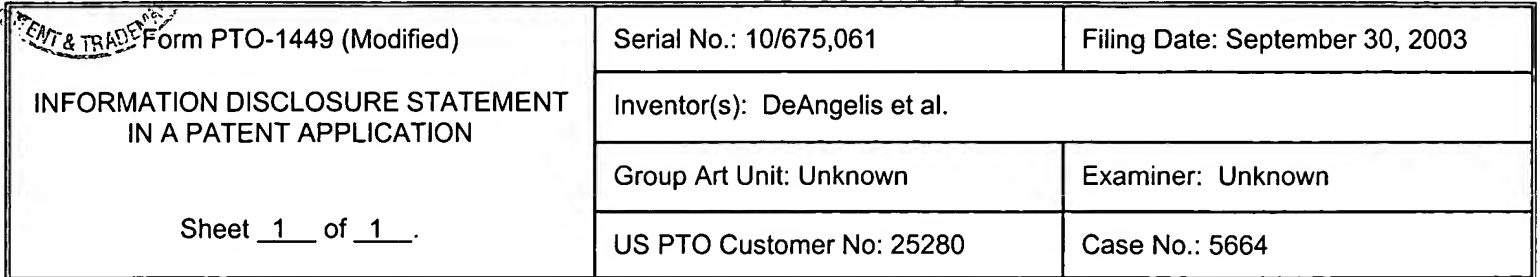 ENT & TRADEM
Form PTO-1449 (Modified)
INFORMATION DISCLOSURE STATEMENT
IN A PATENT APPLICATION
Sheet 1 of 1.
Serial No.: 10/675,061
Filing Date: September 30, 2003
Inventor(s): DeAngelis et al.
Group Art Unit: Unknown
Examiner: Unknown
US PTO Customer No: 25280
Case No.: 5664